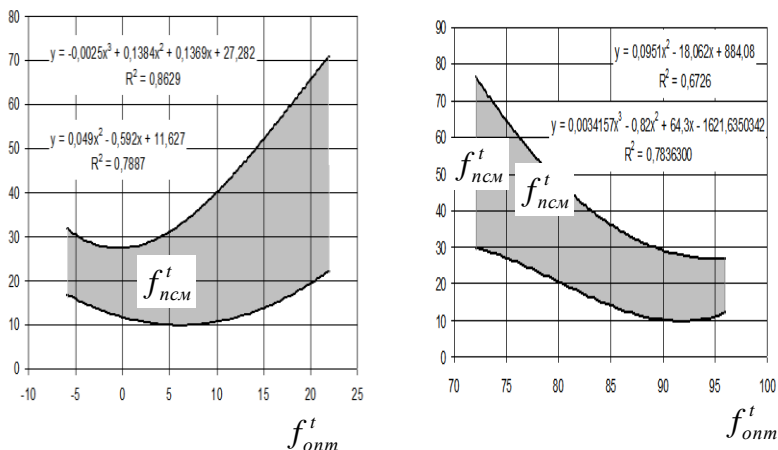 80
70
60
50
40
30
20
10
0
-10
-5
0
5
10
15
20
25
y = -0,0025x³ + 0,1384x² + 0,1369x + 27,282
R² = 0,8629
y = 0,049x² - 0,592x + 11,627
R² = 0,7887
f^t_псм
f^t_опт
90
80
70
60
50
40
30
20
10
0
70
75
80
85
90
95
100
y = 0,0951x² - 18,062x + 884,08
R² = 0,6726
y = 0,0034157x³ - 0,82x² + 64,3x - 1621,6350342
R² = 0,7836300
f^t_псм
f^t_псм
f^t_опт